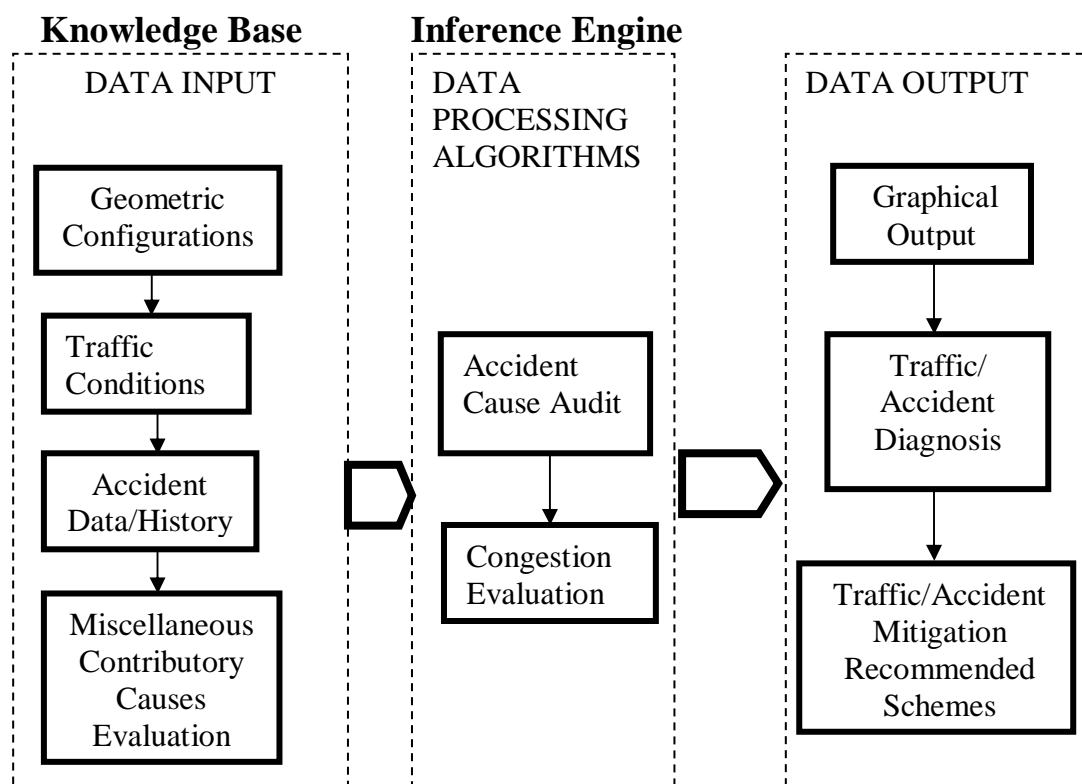 Knowledge Base
DATA INPUT
Geometric
Configurations
Traffic
Conditions
Accident
Data/History
Miscellaneous
Contributory
Causes
Evaluation
Inference Engine
DATA
PROCESSING
ALGORITHMS
Accident
Cause Audit
Congestion
Evaluation
DATA OUTPUT
Graphical
Output
Traffic/
Accident
Diagnosis
Traffic/Accident
Mitigation
Recommended
Schemes